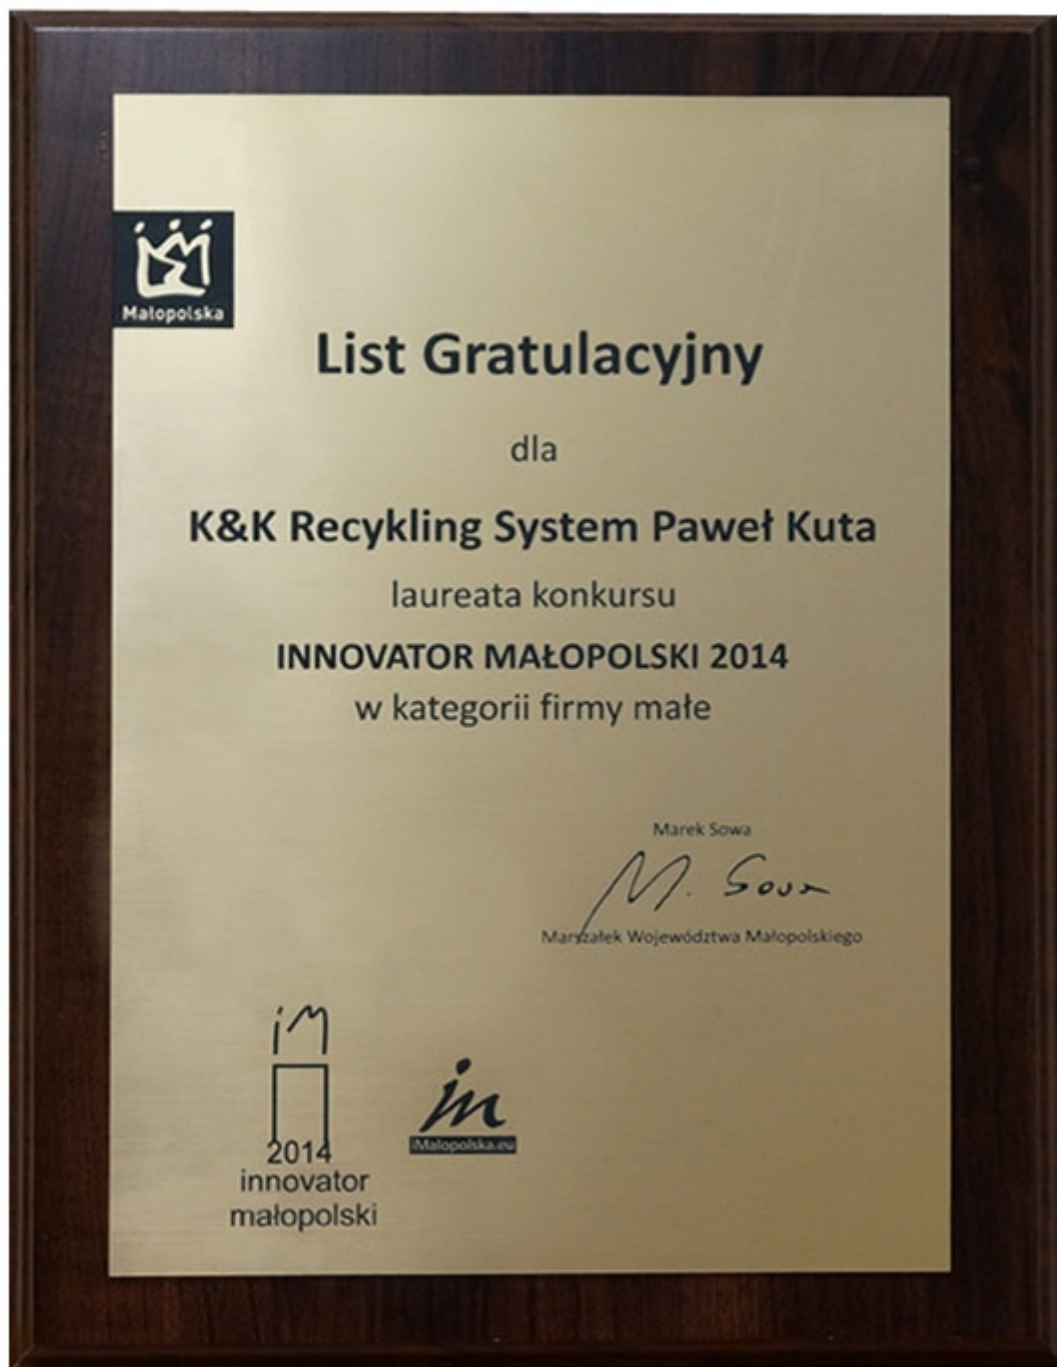 Małopolska
List Gratulacyjny
dla
K&K Recykling System Paweł Kuta
laureata konkursu
INNOVATOR MAŁOPOLSKI 2014
w kategorii firmy małe
Marek Sowa
M. Sowa
Marszałek Województwa Małopolskiego
iM
2014
innovator
małopolski
in
iMalopolska.eu